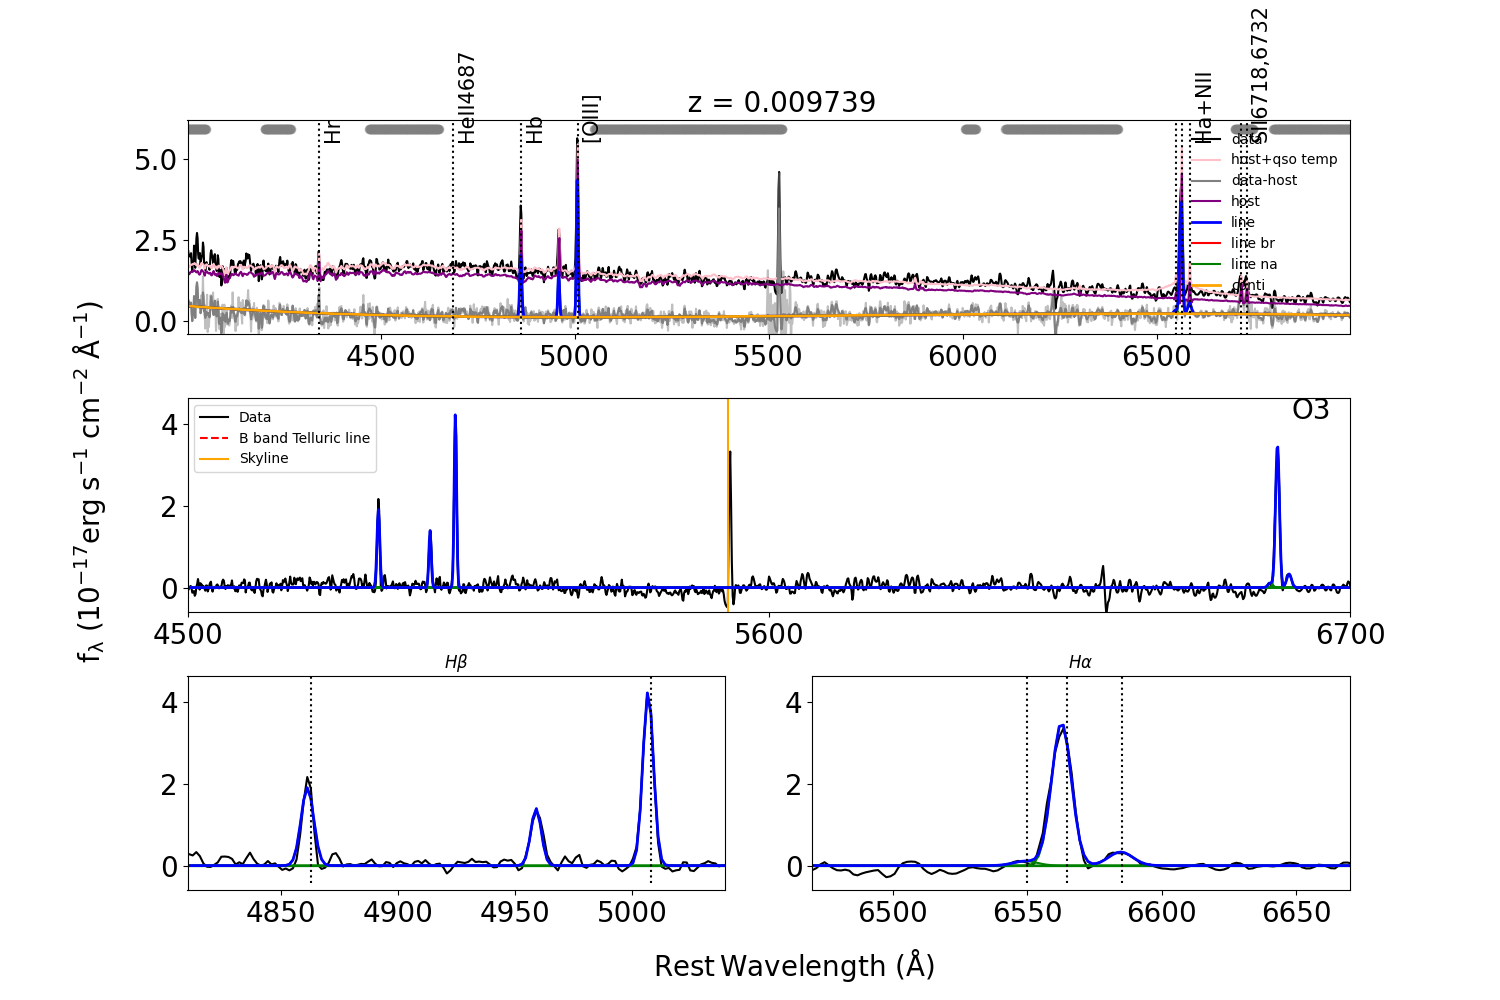 z = 0.009739
Hr
HeII4687
Hb
[OIII]
Ha+NII
SII6718,6732
data
host+qso temp
data-host
host
line
line br
line na
conti
5.0
2.5
0.0
4500 5000 5500 6000 6500
Data
B band Telluric line
Skyline
O3
4
2
0
4500 5600 6700
fλ (10−17erg s−1 cm−2 Å−1)
Hβ
4
2
0
4850 4900 4950 5000
Hα
4
2
0
6500 6550 6600 6650
Rest Wavelength (Å)